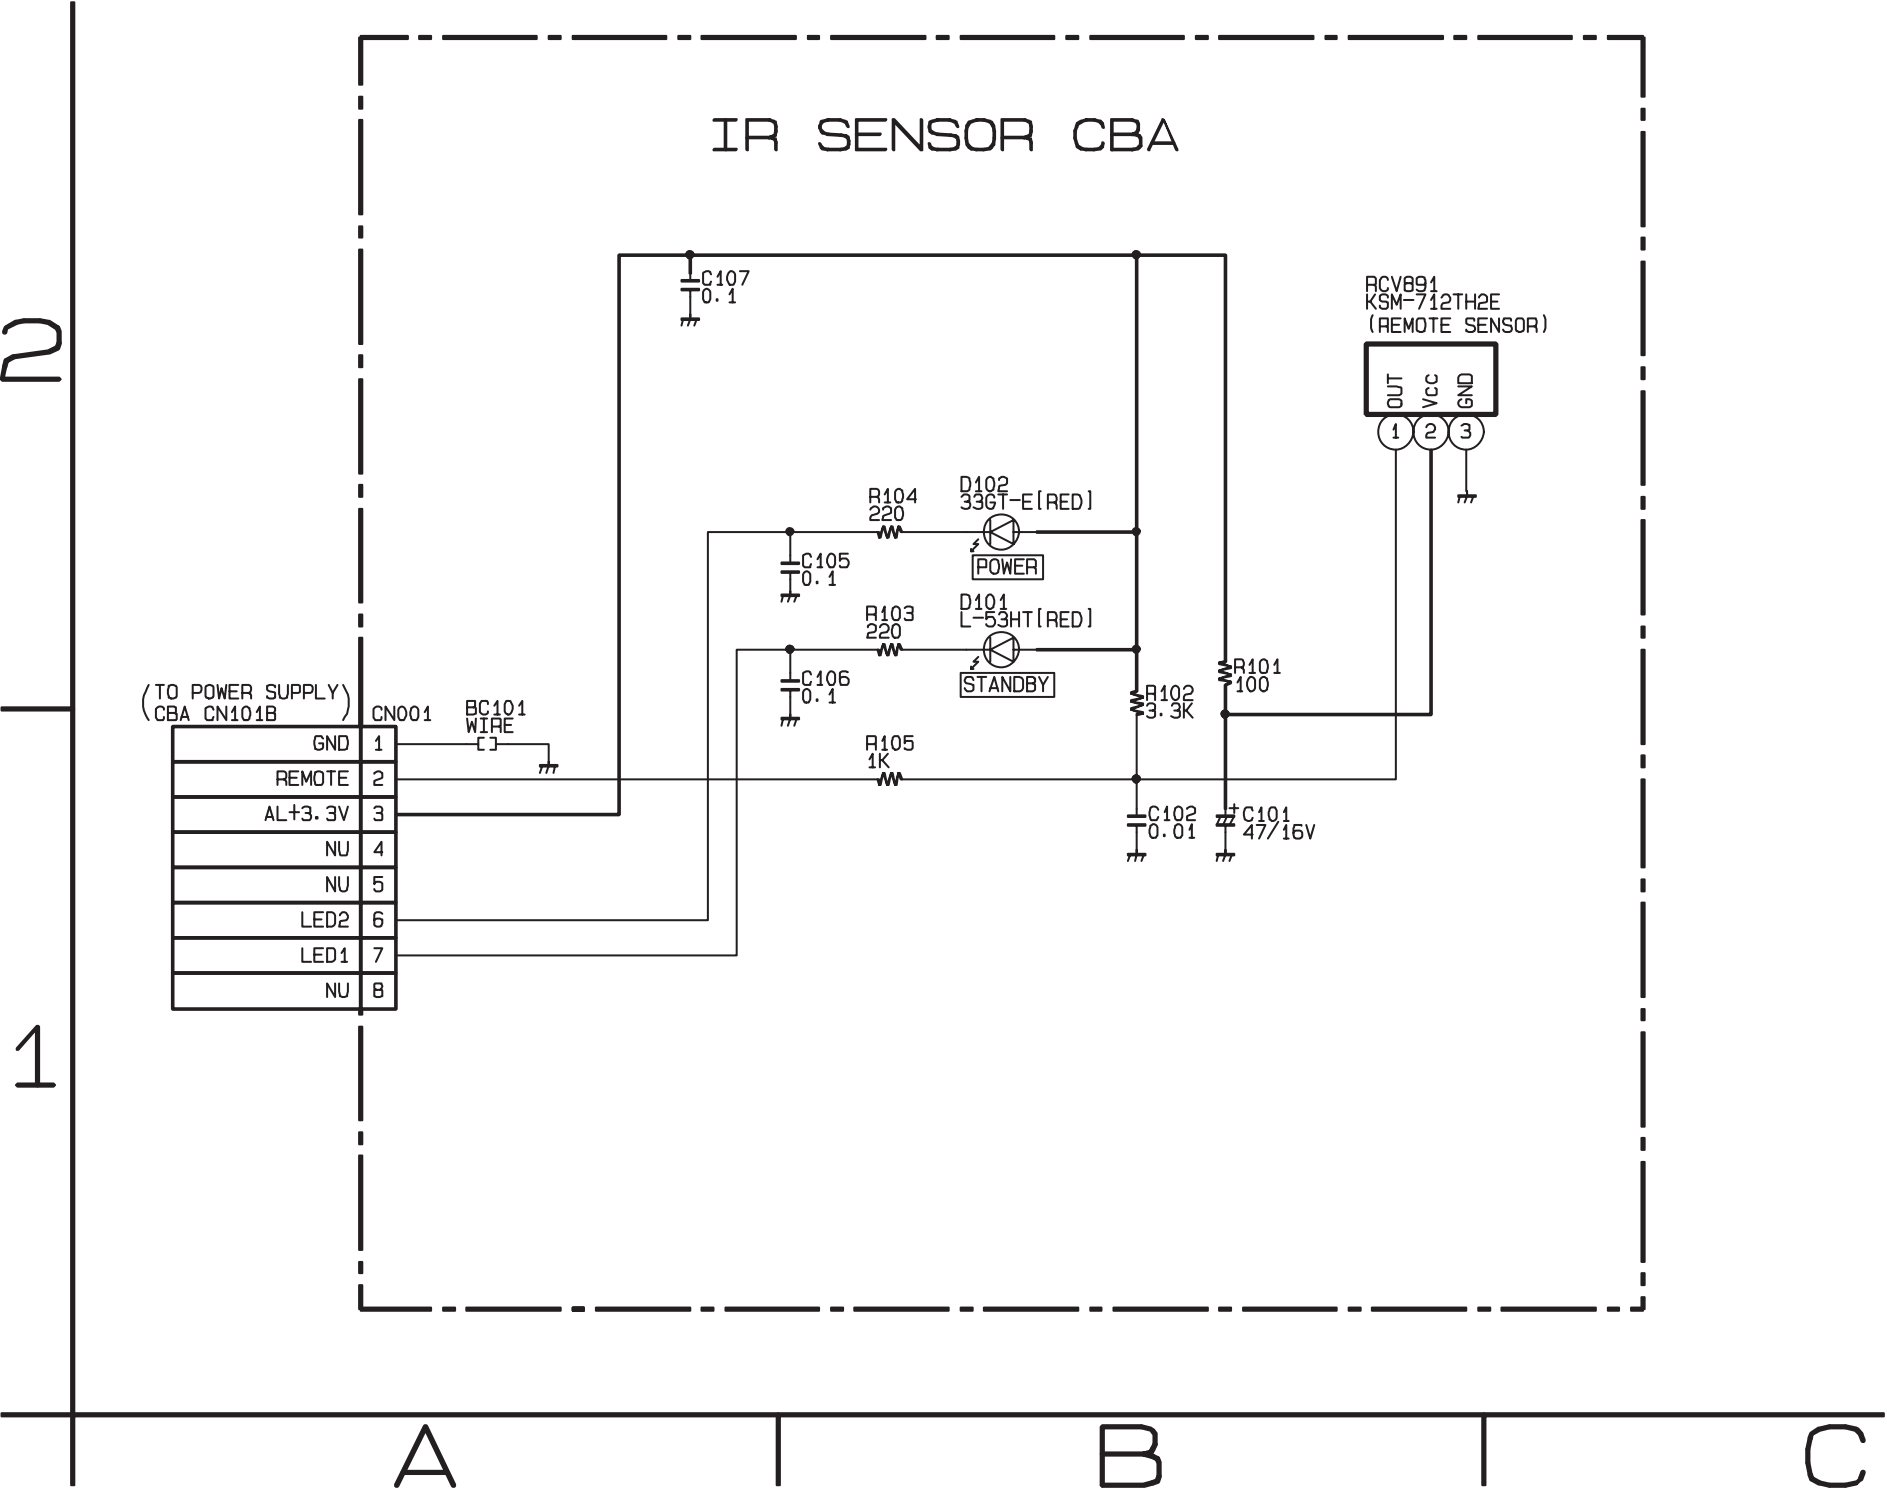 IR SENSOR CBA
C107
0.1
RCV891
KSM-712TH2E
(REMOTE SENSOR)
OUT
Vcc
GND
1 2 3
2
D102
33GT-E[RED]
R104
220
C105
0.1
POWER
D101
L-53HT[RED]
R103
220
C106
0.1
STANDBY
R101
100
R102
3.3K
(TO POWER SUPPLY)
CBA CN101B
CN001
BC101
WIRE
GND 1
REMOTE 2
AL+3.3V 3
NU 4
NU 5
LED2 6
LED1 7
NU 8
R105
1K
C102
0.01
+
C101
47/16V
1
A B C